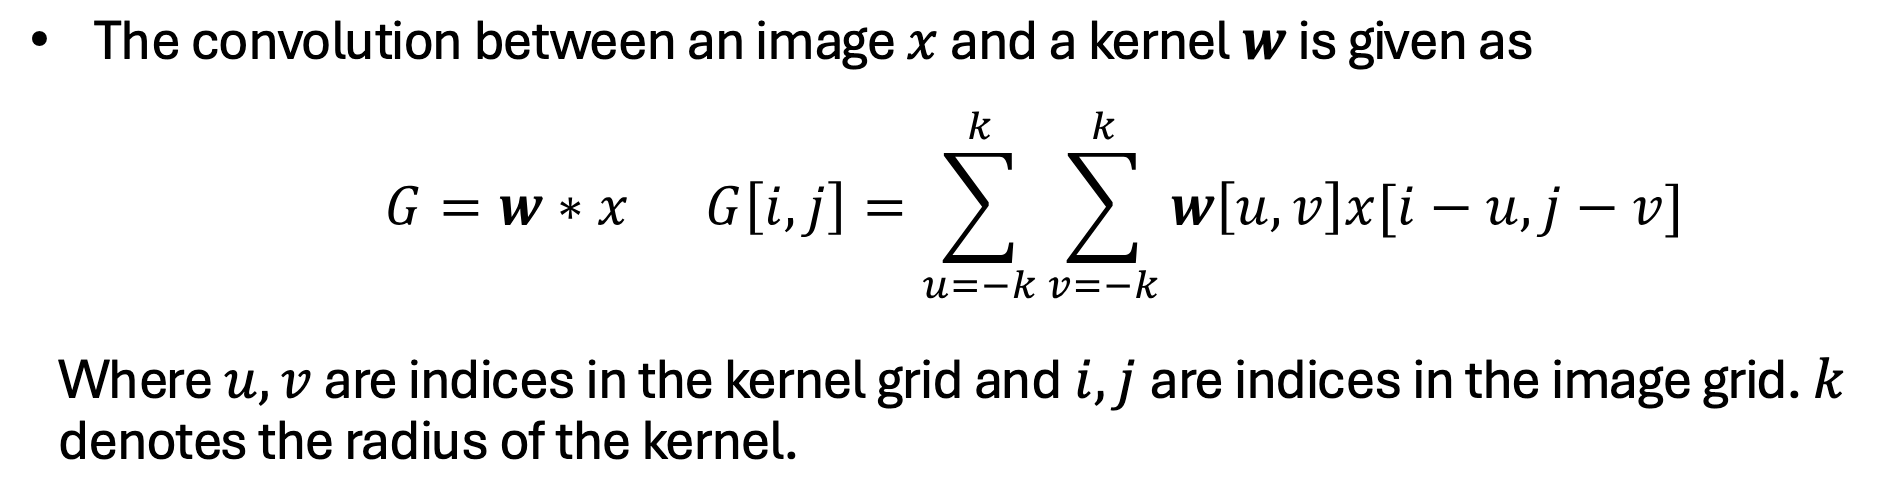 • The convolution between an image x and a kernel w is given as
G = w ∗ x G[i, j] = ∑_{u=−k}^{k} ∑_{v=−k}^{k} w[u, v]x[i − u, j − v]
Where u, v are indices in the kernel grid and i, j are indices in the image grid. k
denotes the radius of the kernel.